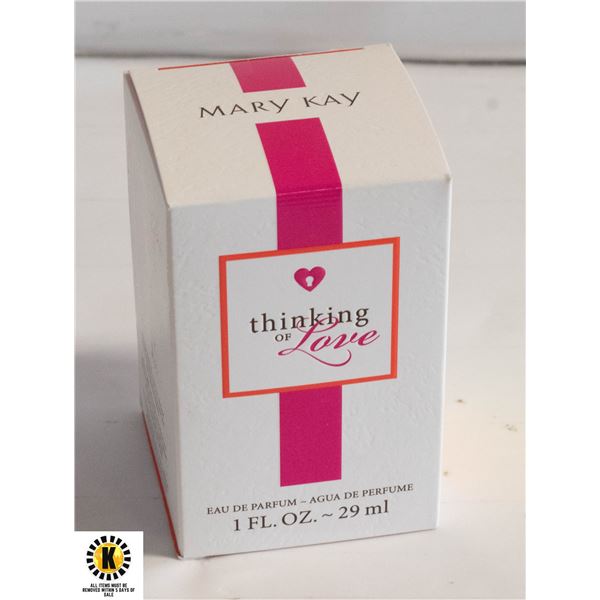 MARY KAY
thinking
OF Love
EAU DE PARFUM ~ AGUA DE PERFUME
1 FL. OZ. ~ 29 ml
K
ALL ITEMS MUST BE
REMOVED WITHIN 5 DAYS OF
SALE